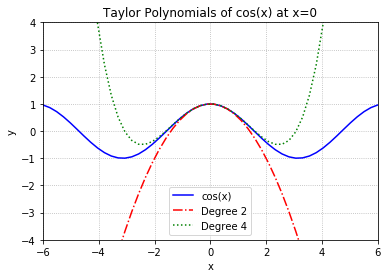 Taylor Polynomials of cos(x) at x=0
4
3
2
1
0
−1
−2
−3
−4
y
cos(x)
Degree 2
Degree 4
−6 −4 −2 0 2 4 6
x